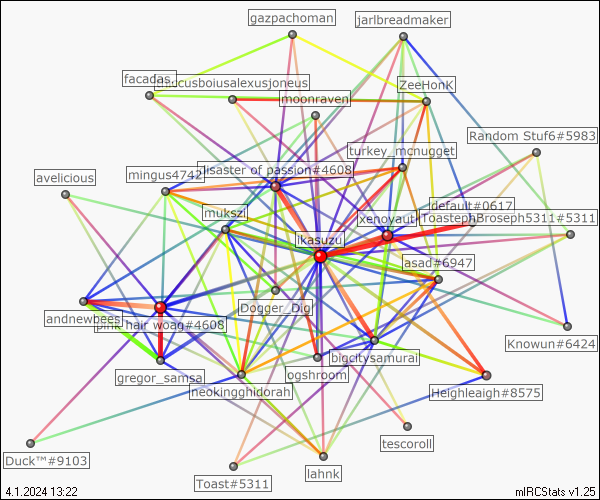 gazpachoman
jarlbreadmaker
facadas.
marcusboiusalexusjoneus
ZeeHonK
moonraven
Random Stuf6#5983
turkey_mcnugget
disaster of passion#4608
mingus4742
avelicious
default#0617
mukszi
xenovaut
ToastephBroseph5311#5311
ikasuzu
asad#6947
Dogger_Digl
andnewbees
pink hair woag#4608
Knowun#6424
bigcitysamurai
ogshroom
gregor_samsa
neokingghidorah
Heighleaigh#8575
tescoroll
Duck™#9103
lahnk
Toast#5311
4.1.2024 13:22
mIRCStats v1.25